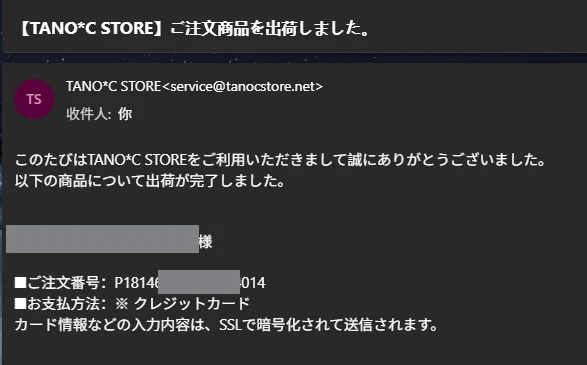 【TANO*C STORE】ご注文商品を出荷しました。
TS
TANO*C STORE<service@tanocstore.net>
收件人: 你
このたびはTANO*C STOREをご利用いただきまして誠にありがとうございました。
以下の商品について出荷が完了しました。
様
■ご注文番号：P18146 014
■お支払方法：※ クレジットカード
カード情報などの入力内容は、SSLで暗号化されて送信されます。